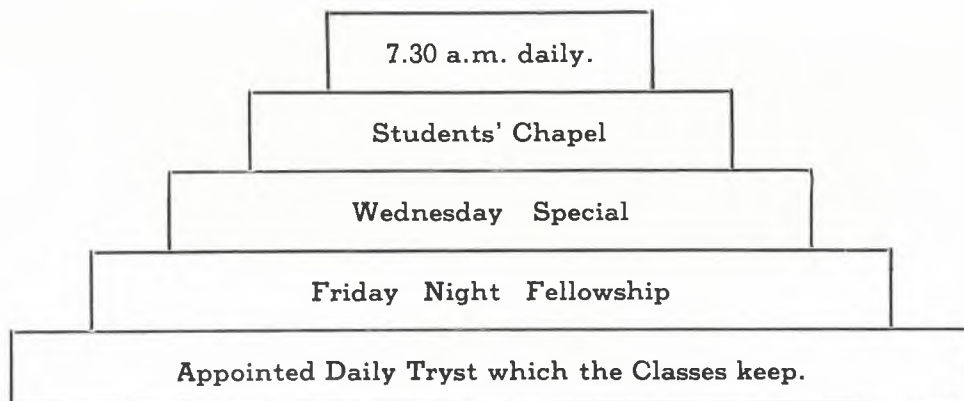 7.30 a.m. daily.
Students' Chapel
Wednesday Special
Friday Night Fellowship
Appointed Daily Tryst which the Classes keep.